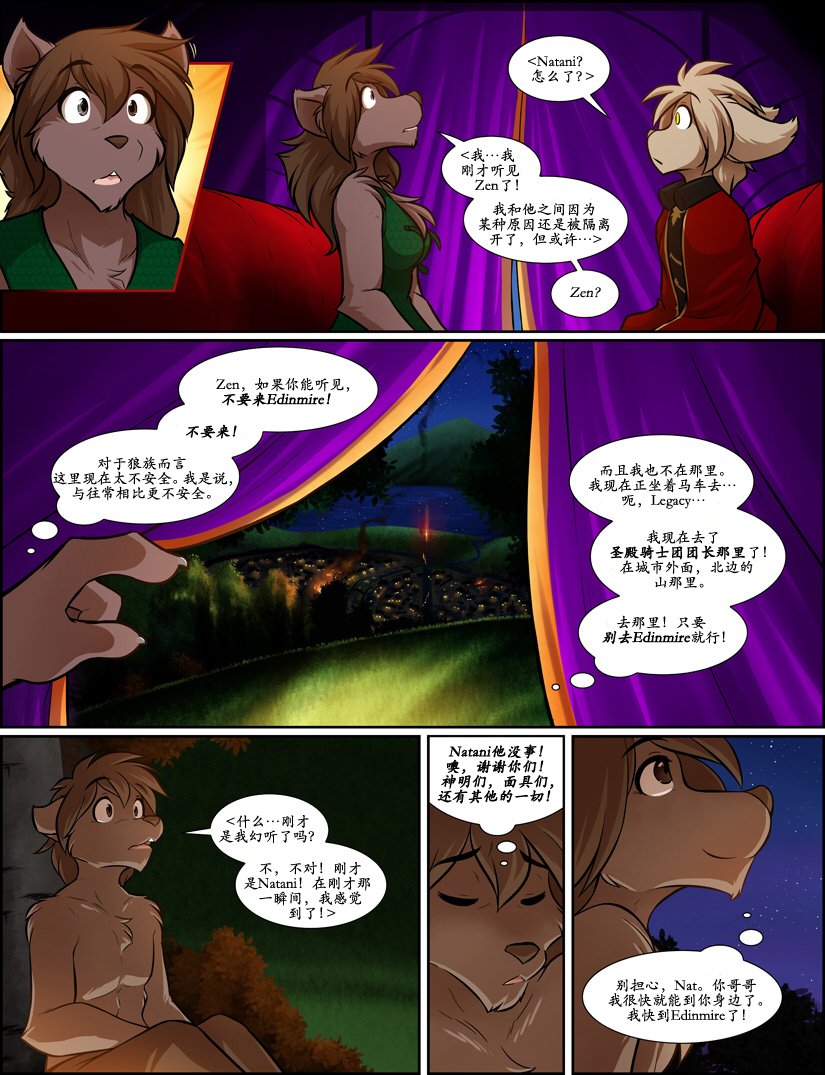 <Natani?
怎么了?>
<我…我
刚才听见
Zen了!
我和他之间因为
某种原因还是被隔离
开了，但或许…>
Zen?
Zen，如果你能听见，
不要来Edinmire!
不要来!
对于狼族而言
这里现在太不安全。我是说，
与往常相比更不安全。
而且我也不在那里。
我现在正坐着马车去…
呃，Legacy…
我现在去了
圣殿骑士团团长那里了!
在城市外面，北边的
山那里。
去那里! 只要
别去Edinmire就行!
<什么…刚才
是我幻听了吗?
不，不对! 刚才
是Natani! 在刚才那
一瞬间，我感觉
到了!>
Natani他没事!
噢，谢谢你们!
神明们，面具们，
还有其他的一切!
别担心，Nat。你哥哥
我很快就能到你身边了。
我快到Edinmire了!